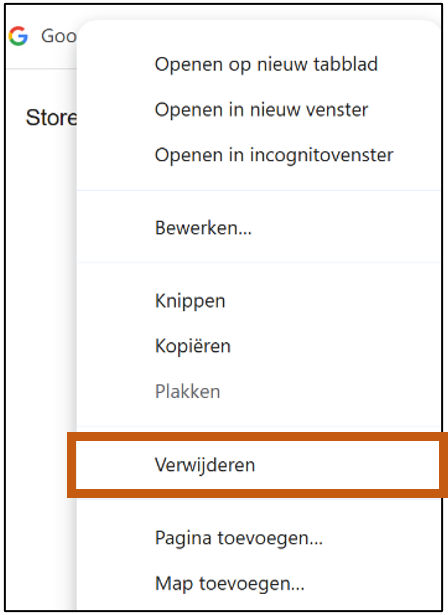 Goo
Store
Openen op nieuw tabblad
Openen in nieuw venster
Openen in incognitovenster
Bewerken...
Knippen
Kopiëren
Plakken
Verwijderen
Pagina toevoegen...
Map toevoegen...